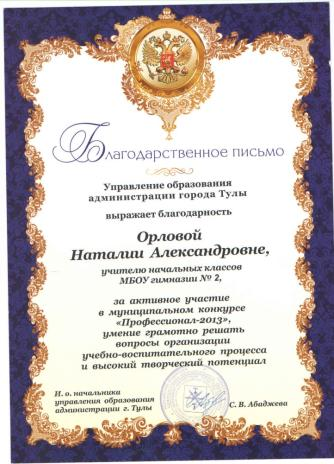 Благодарственное письмо
Управление образования
администрации города Тулы
выражает благодарность
Орловой
Наталии Александровне,
учителю начальных классов
МБОУ гимназии № 2,
за активное участие
в муниципальном конкурсе
«Профессионал-2013»,
умение грамотно решать
вопросы организации
учебно-воспитательного процесса
и высокий творческий потенциал
И. о. начальника
управления образования
администрации г. Тулы
С. В. Абаджева